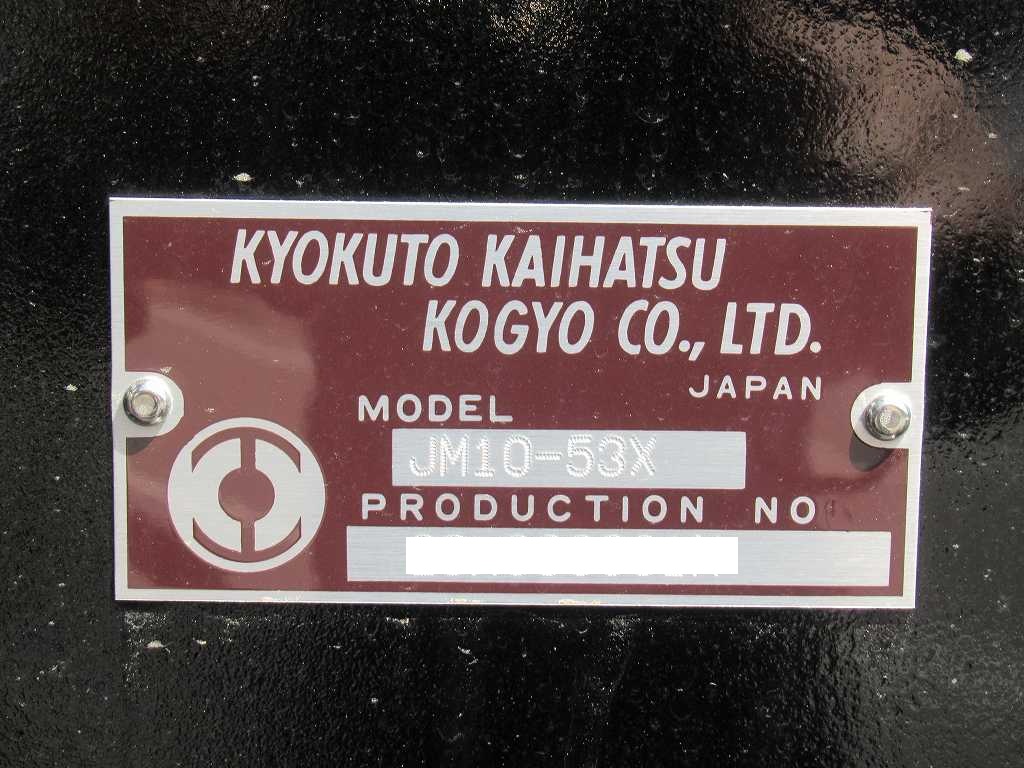 KYOKUTO KAIHATSU
KOGYO CO., LTD.
JAPAN
MODEL
JM10-53X
PRODUCTION NO